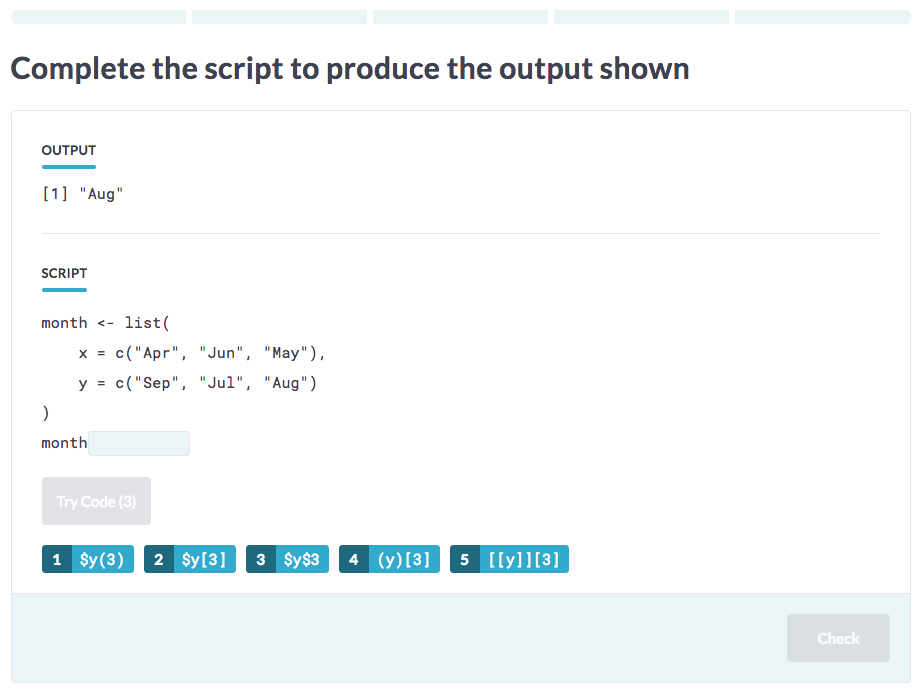 Complete the script to produce the output shown
OUTPUT
[1] "Aug"
SCRIPT
month <- list(
    x = c("Apr", "Jun", "May"),
    y = c("Sep", "Jul", "Aug")
)
month
Try Code (3)
1 $y(3) 2 $y[3] 3 $y$3 4 (y)[3] 5 [[y]][3]
Check